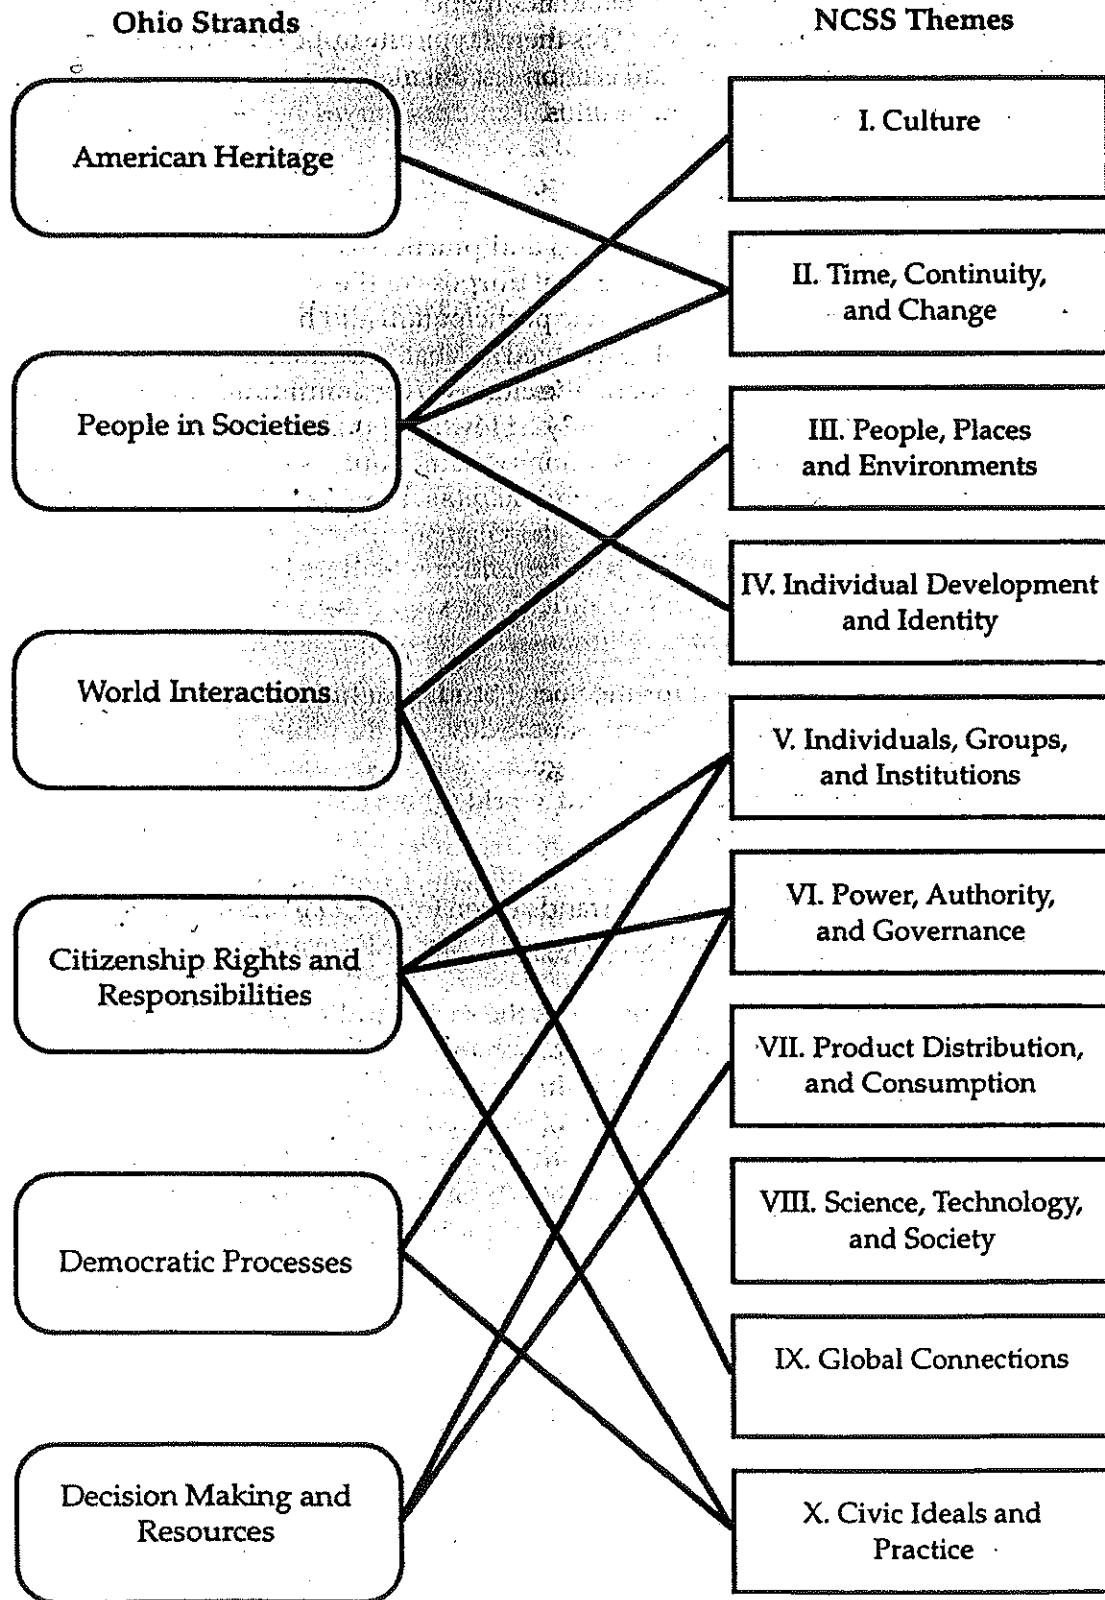 Ohio Strands
American Heritage
People in Societies
World Interactions
Citizenship Rights and
Responsibilities
Democratic Processes
Decision Making and
Resources
NCSS Themes
I. Culture
II. Time, Continuity,
and Change
III. People, Places
and Environments
IV. Individual Development
and Identity
V. Individuals, Groups,
and Institutions
VI. Power, Authority,
and Governance
VII. Product Distribution,
and Consumption
VIII. Science, Technology,
and Society
IX. Global Connections
X. Civic Ideals and
Practice